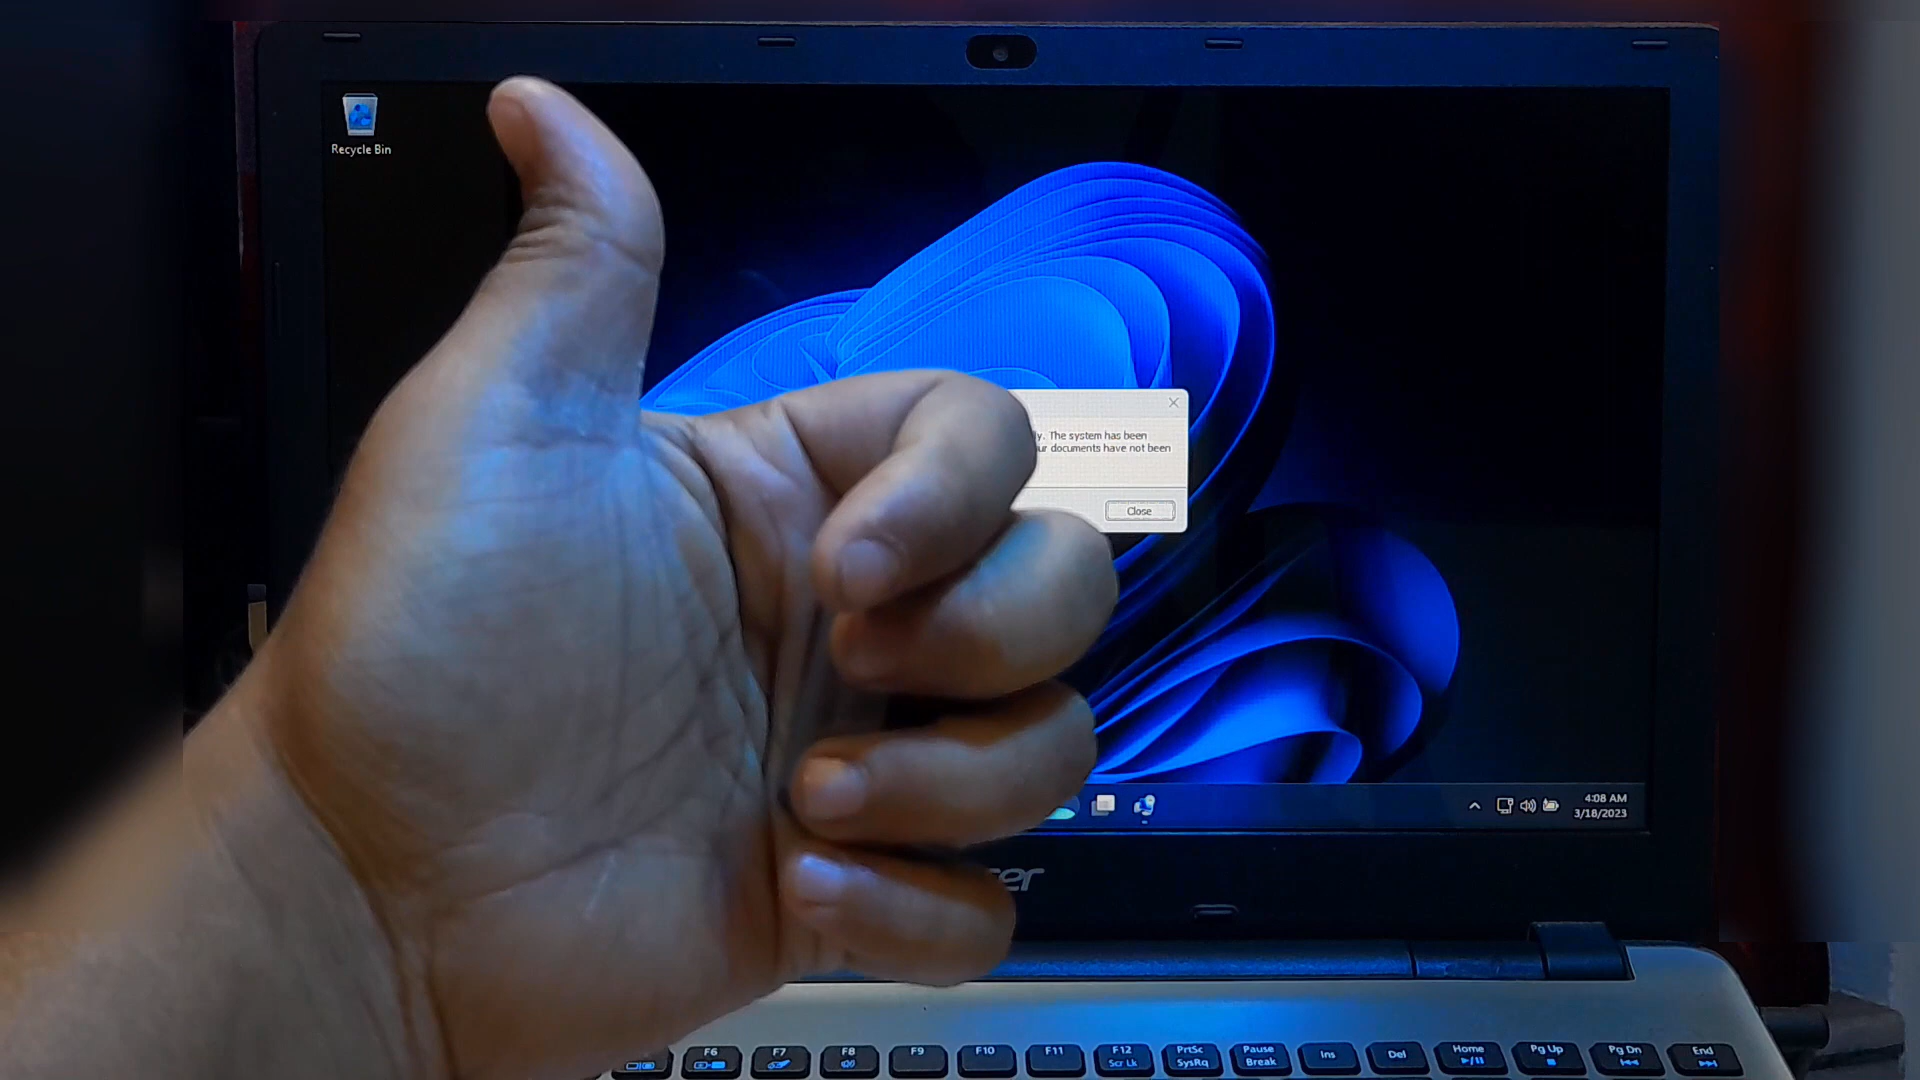 Recycle Bin
. The system has been
documents have not been
Close
4:08 AM
3/18/2023
F6
F7
F8
F9
F10
F11
F12
Scr Lk
PrtSc
SysRq
Pause
Break
Ins
Del
Home
Pg Up
Pg Dn
End